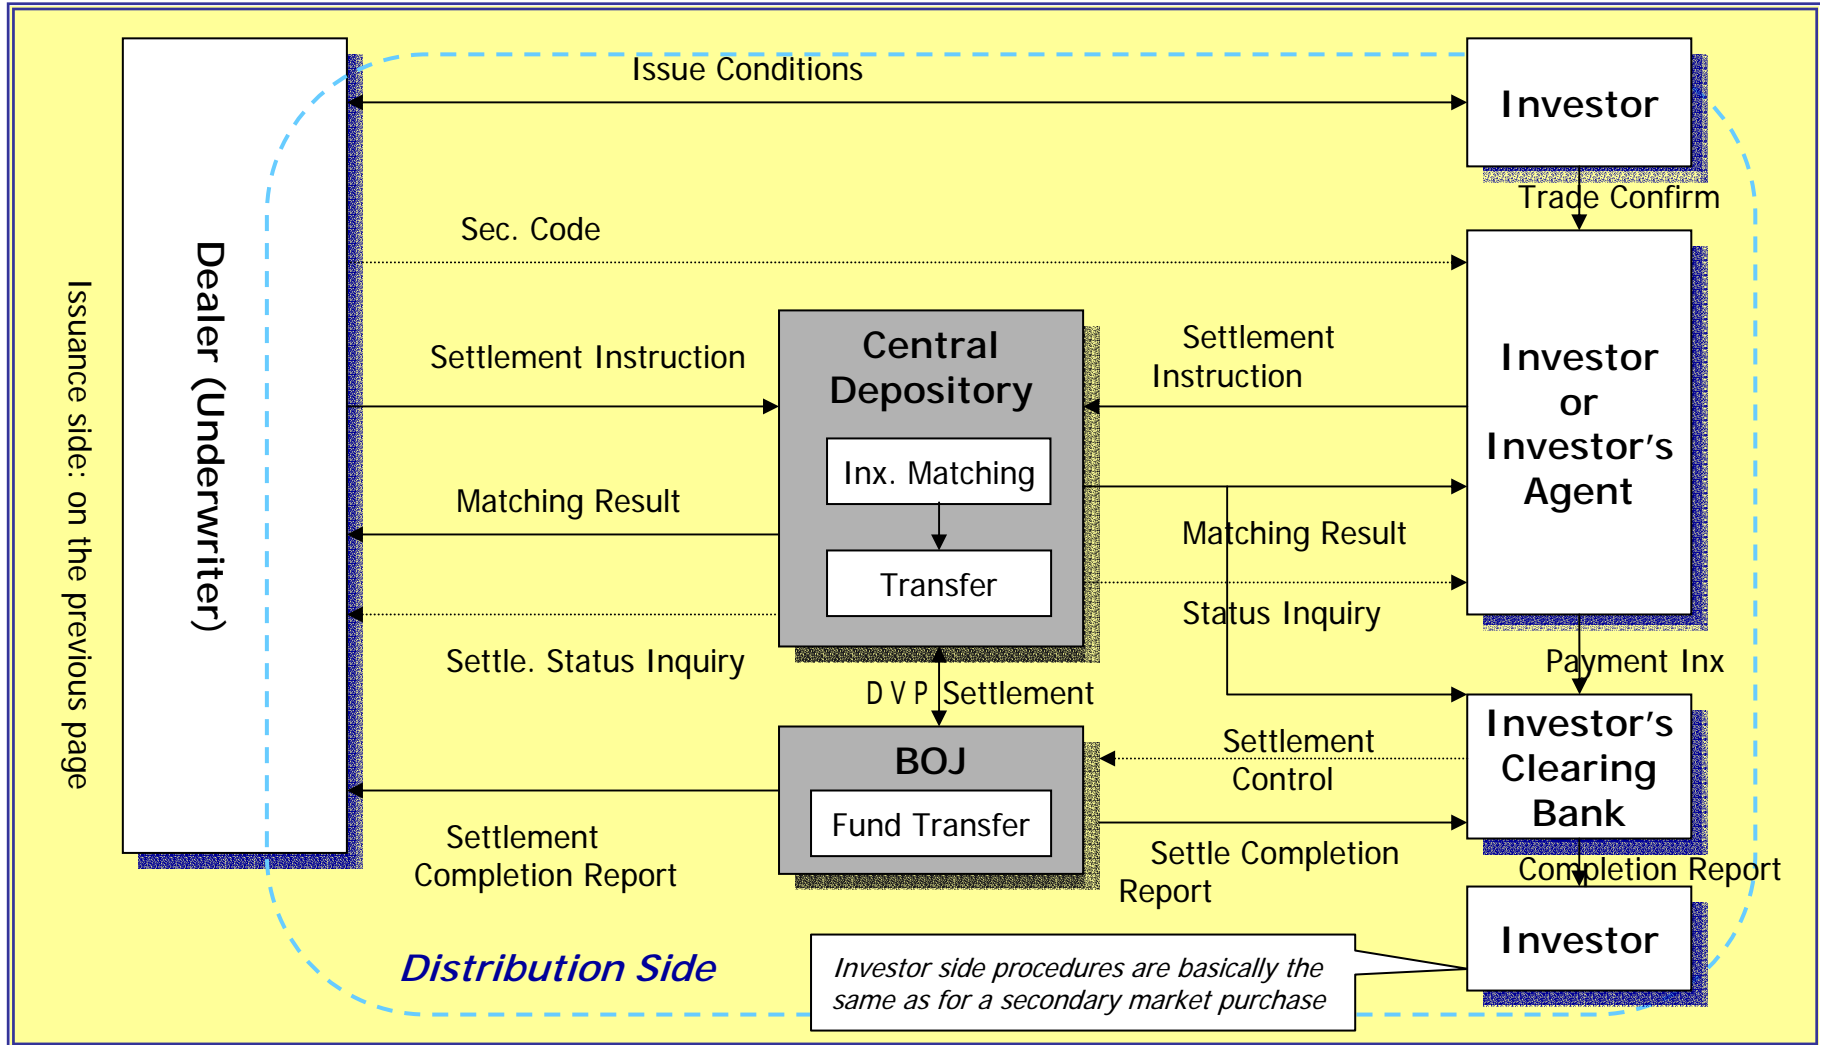 Issue Conditions
Investor
Trade Confirm
Sec. Code
Issuance side: on the previous page
Dealer (Underwriter)
Settlement Instruction
Central
Depository
Settlement
Instruction
Investor
or
Investor's
Agent
Inx. Matching
Matching Result
Matching Result
Transfer
Status Inquiry
Settle. Status Inquiry
DVP Settlement
Payment Inx
BOJ
Fund Transfer
Settlement
Control
Investor's
Clearing
Bank
Settlement
Completion Report
Settle Completion
Report
Completion Report
Investor
Distribution Side
Investor side procedures are basically the
same as for a secondary market purchase